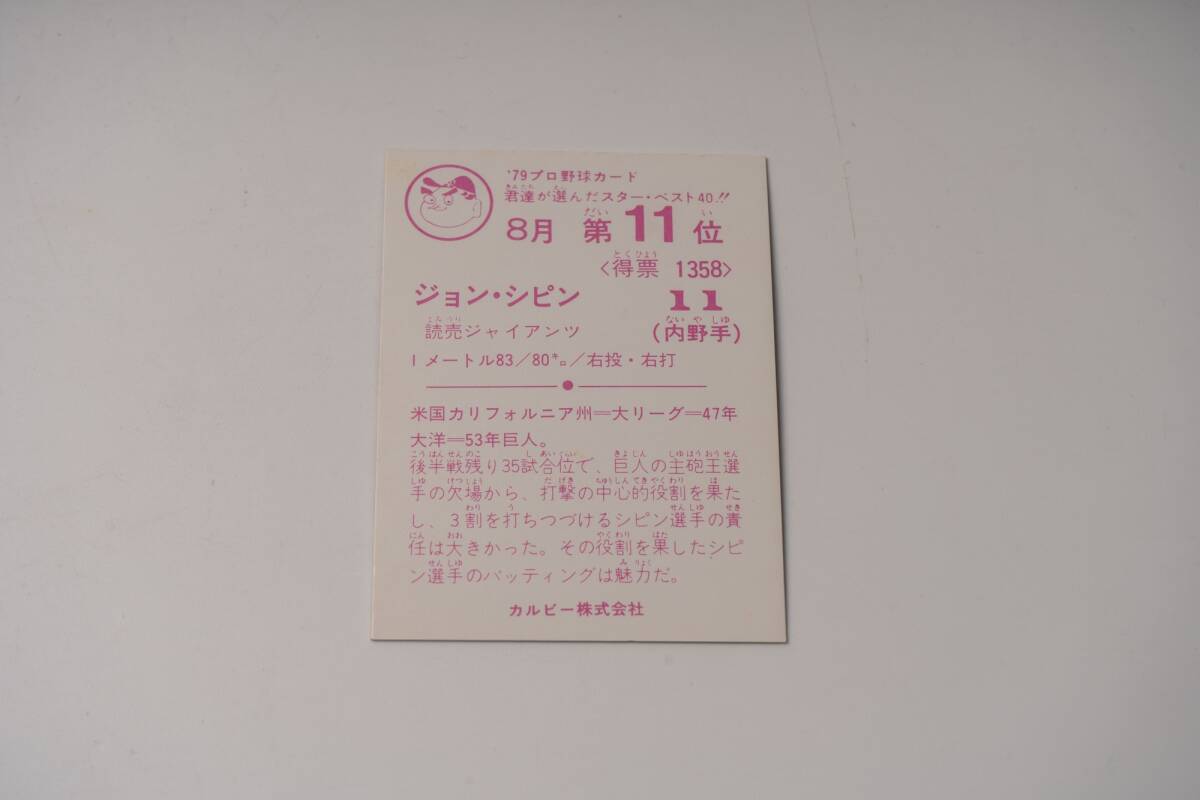 '79プロ野球カード
君達が選んだスター・ベスト40!!
8月 第11位
<得票 1358>
ジョン・シピン 11
読売ジャイアンツ (内野手)
1メートル83/80キロ/右投・右打
米国カリフォルニア州=大リーグ=47年
大洋=53年巨人。
後半戦残り35試合位で、巨人の主砲王選
手の欠場から、打撃の中心的役割を果た
し、3割を打ちつづけるシピン選手の責
任は大きかった。その役割を果したシピ
ン選手のバッティングは魅力だ。
カルビー株式会社